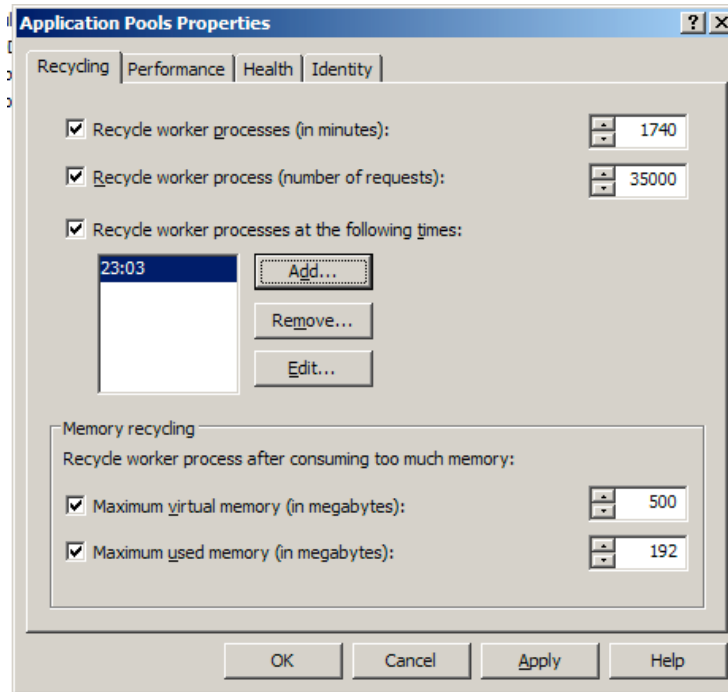 Application Pools Properties
Recycling Performance Health Identity
Recycle worker processes (in minutes): 1740
Recycle worker process (number of requests): 35000
Recycle worker processes at the following times:
23:03
Add...
Remove...
Edit...
Memory recycling
Recycle worker process after consuming too much memory:
Maximum virtual memory (in megabytes): 500
Maximum used memory (in megabytes): 192
OK Cancel Apply Help